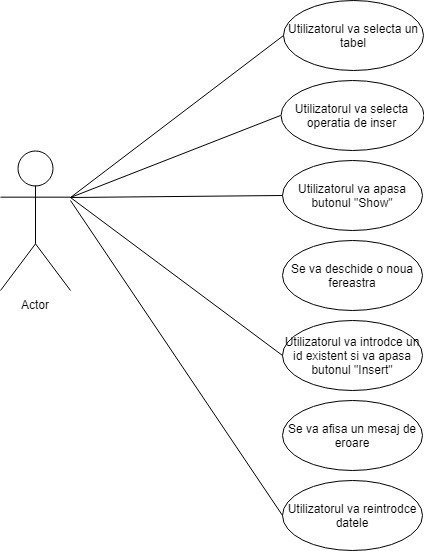 Utilizatorul va selecta un
tabel
Utilizatorul va selecta
operatia de inser
Utilizatorul va apasa
butonul "Show"
Se va deschide o noua
fereastra
Actor
Utilizatorul va introdce un
id existent si va apasa
butonul "Insert"
Se va afisa un mesaj de
eroare
Utilizatorul va reintrodce
datele